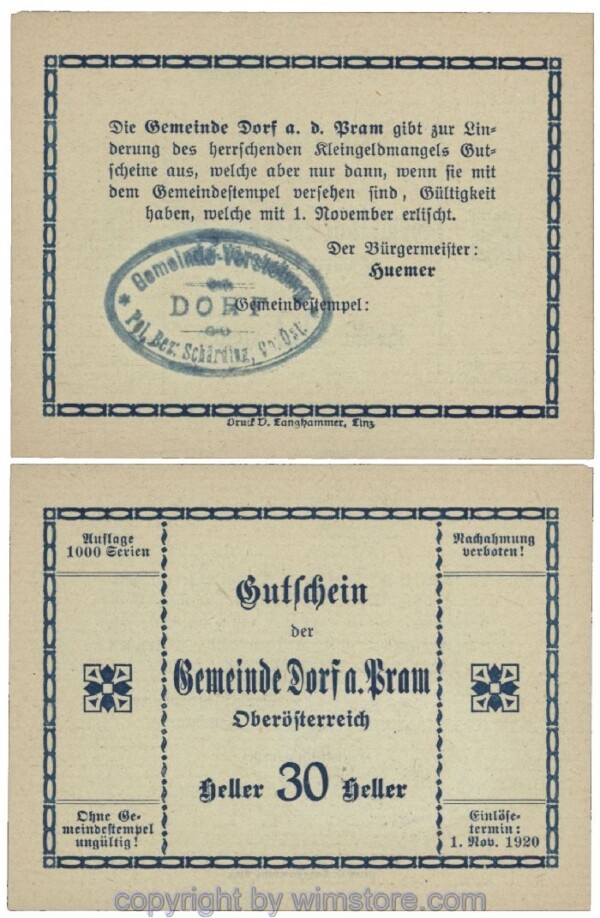 Die Gemeinde Dorf a. d. Pram gibt zur Lin-
derung des herrschenden Kleingeldmangels Gut-
scheine aus, welche aber nur dann, wenn sie mit
dem Gemeindestempel versehen sind, Gültigkeit
haben, welche mit 1. November erlischt.
Der Bürgermeister:
Huemer
Gemeindestempel:
Gemeinde-Vorstehung
DORF
* Pol. Bez. Schärding, Ob. Öst. *
Druck V. Langhammer, Linz
Auflage
1000 Serien
Nachahmung
verboten!
Gutschein
der
Gemeinde Dorf a. Pram
Oberösterreich
Heller 30 Heller
Ohne Ge-
meindestempel
ungültig!
Einlöse-
termin:
1. Nov. 1920
copyright by wimstore.com